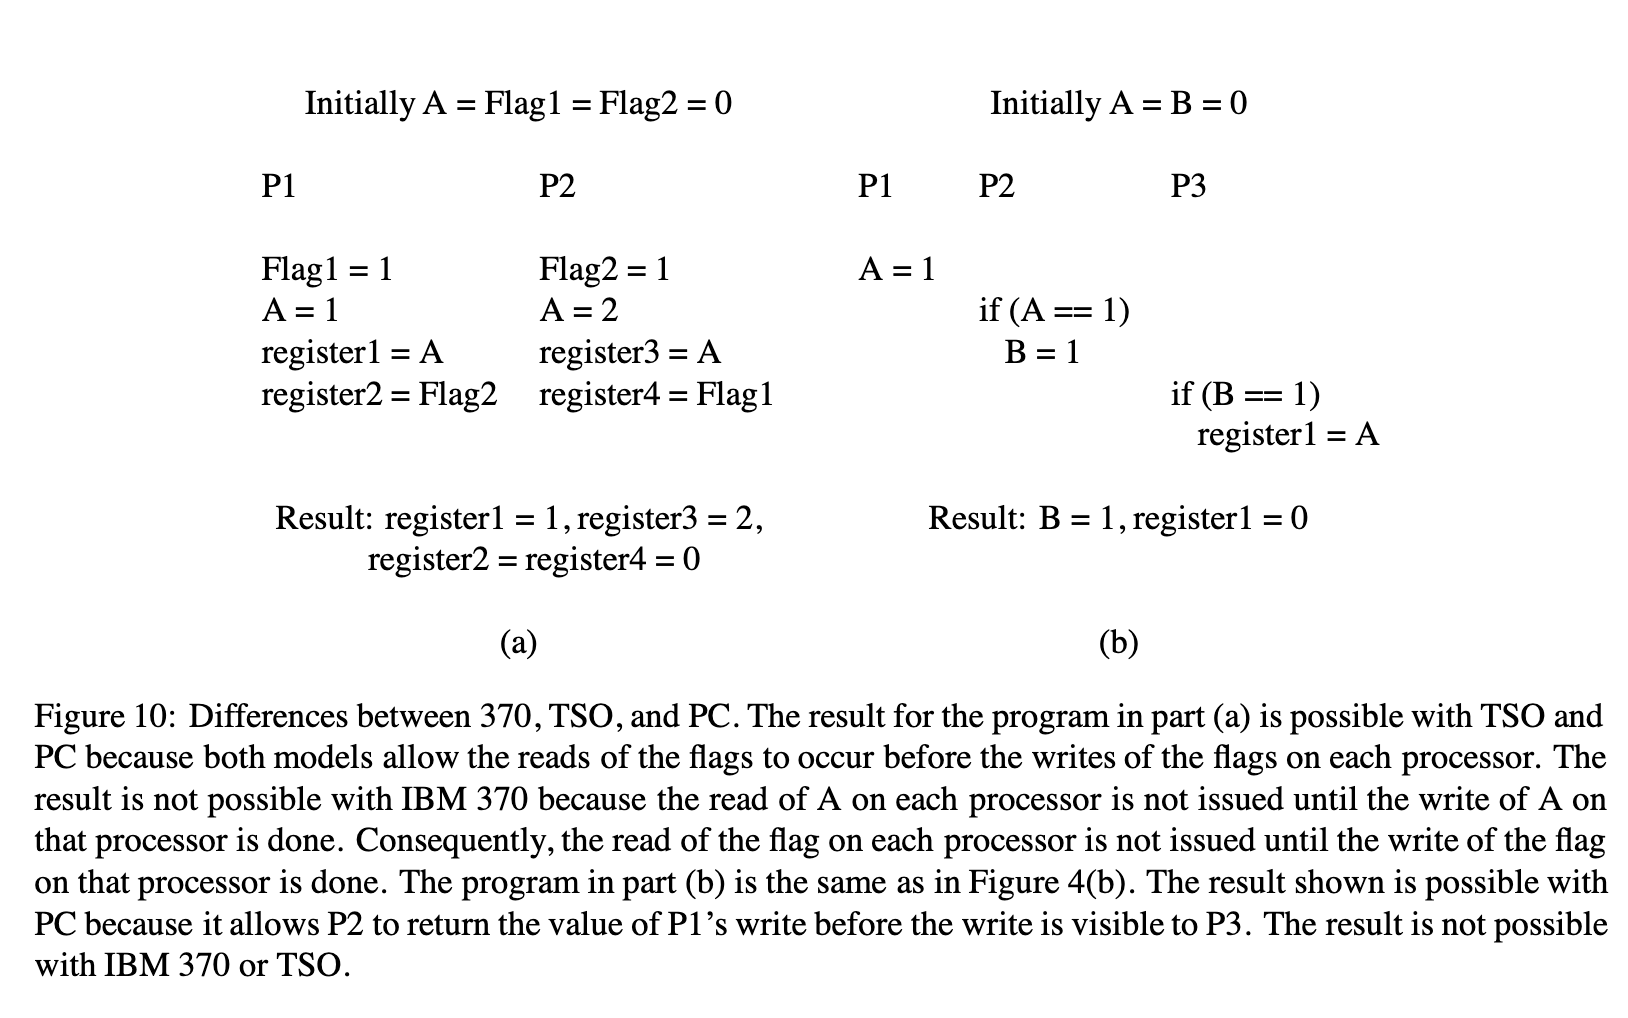 Initially A = Flag1 = Flag2 = 0
P1 P2
Flag1 = 1 Flag2 = 1
A = 1 A = 2
register1 = A register3 = A
register2 = Flag2 register4 = Flag1
Result: register1 = 1, register3 = 2,
register2 = register4 = 0
(a)
Initially A = B = 0
P1 P2 P3
A = 1
if (A == 1)
B = 1
if (B == 1)
register1 = A
Result: B = 1, register1 = 0
(b)
Figure 10: Differences between 370, TSO, and PC. The result for the program in part (a) is possible with TSO and
PC because both models allow the reads of the flags to occur before the writes of the flags on each processor. The
result is not possible with IBM 370 because the read of A on each processor is not issued until the write of A on
that processor is done. Consequently, the read of the flag on each processor is not issued until the write of the flag
on that processor is done. The program in part (b) is the same as in Figure 4(b). The result shown is possible with
PC because it allows P2 to return the value of P1’s write before the write is visible to P3. The result is not possible
with IBM 370 or TSO.